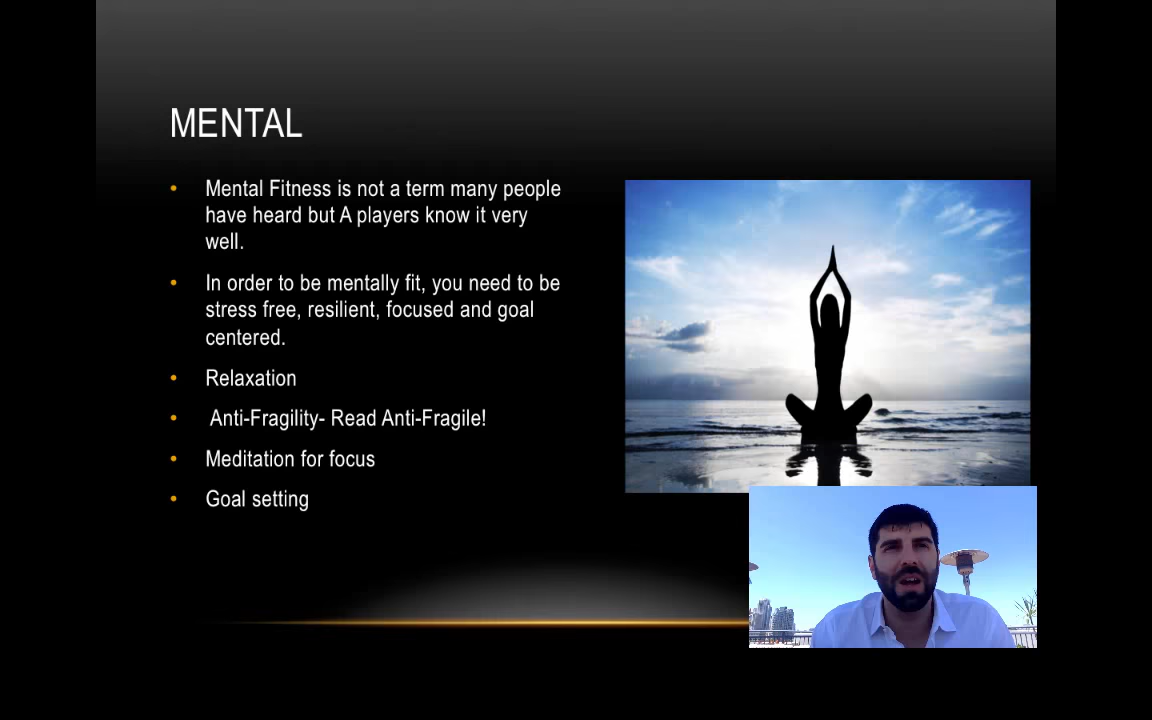 MENTAL
Mental Fitness is not a term many people
have heard but A players know it very
well.
In order to be mentally fit, you need to be
stress free, resilient, focused and goal
centered.
Relaxation
Anti-Fragility- Read Anti-Fragile!
Meditation for focus
Goal setting